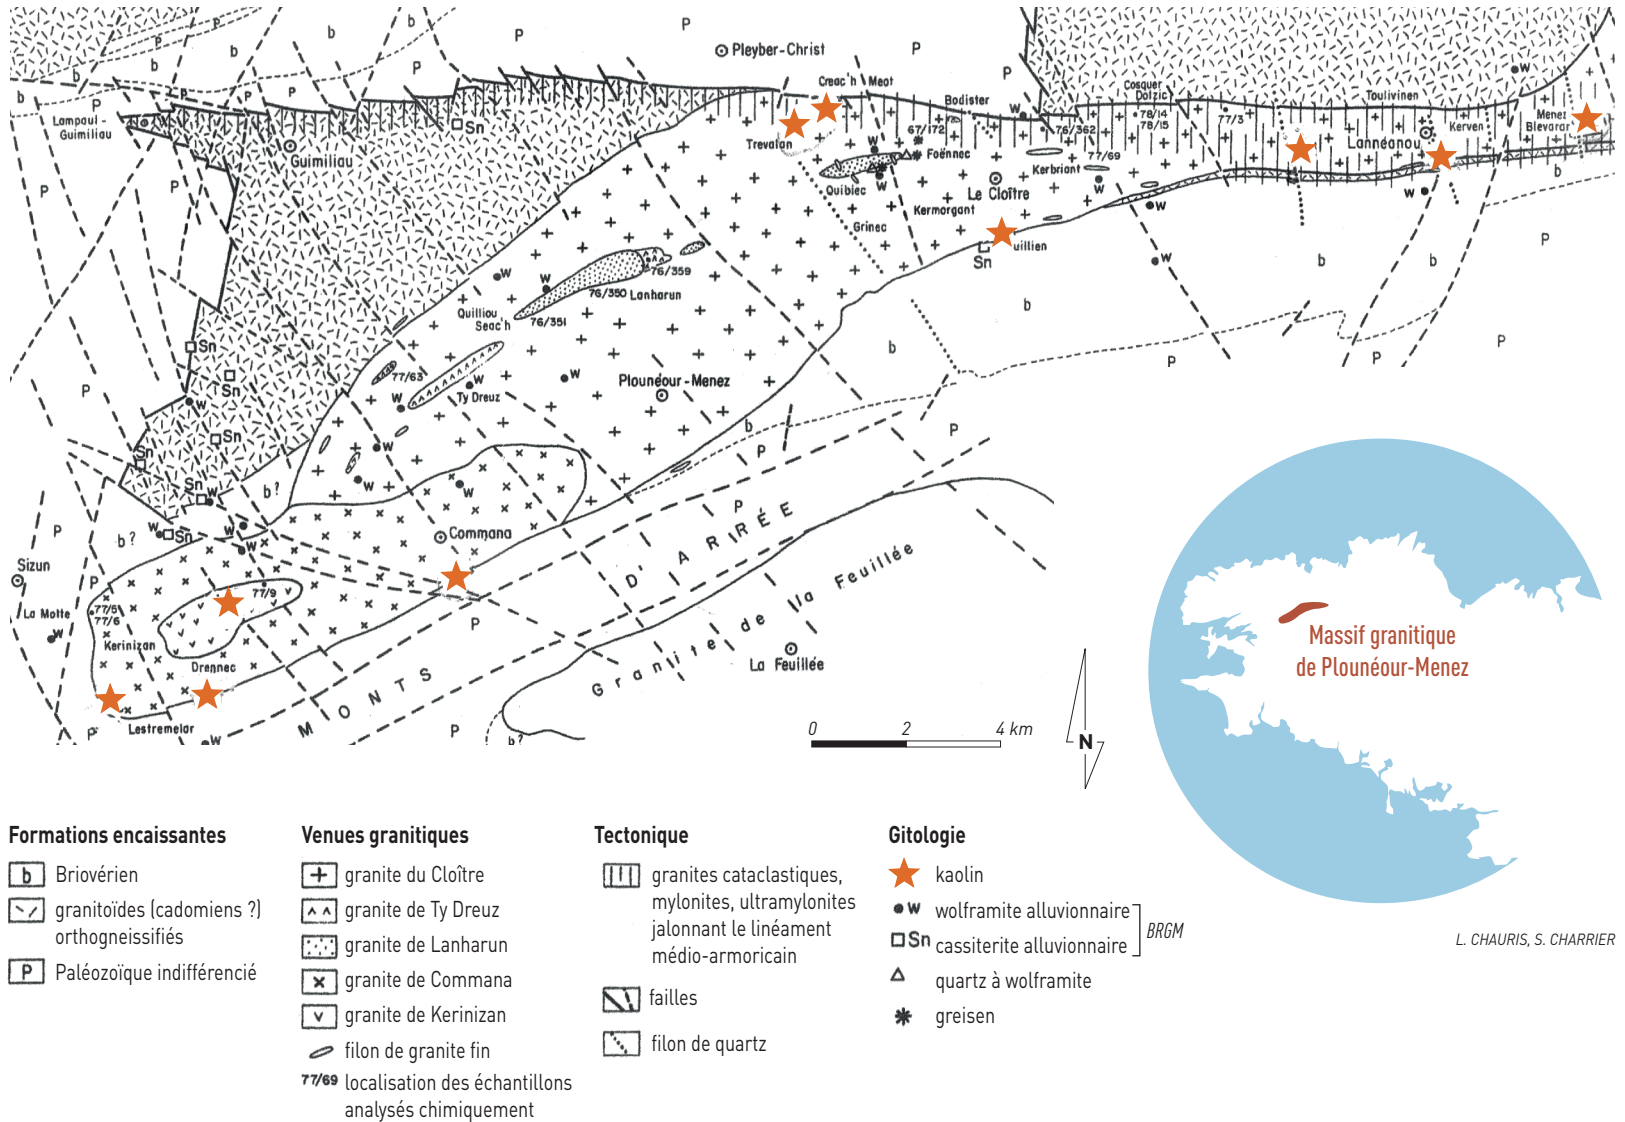 P
b
Pleyber-Christ
Lampaul-
Guimiliau
Guimiliau
Sn
Creac'h Meot
Trevalan
Bodister
W
67/172
Foënnec
76/362
Cosquer
Dolzic
78/14
78/15
77/3
Toulivinen
Kerven
Menez
Blevarar
Lannéanou
77/69
Kerbriant
Le Cloître
Quibiec
Kermorgant
Grinec
uillien
Sn
76/359
76/350 Lanharun
76/351
Quilliou
Seac'h
77/63
Ty Dreuz
Plounéour-Menez
Commana
b?
Sizun
La Motte
77/5
77/6
Kerinizan
77/9
Drennec
Lestremelar
MONTS D'ARRÉE
Granite de la Feuillée
La Feuillée
0 2 4 km
N
Massif granitique
de Plounéour-Menez
Formations encaissantes
b Briovérien
granitoïdes (cadomiens ?)
orthogneissifiés
P Paléozoïque indifférencié
Venues granitiques
granite du Cloître
granite de Ty Dreuz
granite de Lanharun
granite de Commana
granite de Kerinizan
filon de granite fin
77/69 localisation des échantillons
analysés chimiquement
Tectonique
granites cataclastiques,
mylonites, ultramylonites
jalonnant le linéament
médio-armoricain
failles
filon de quartz
Gitologie
kaolin
W wolframite alluvionnaire
Sn cassiterite alluvionnaire
BRGM
quartz à wolframite
greisen
L. CHAURIS, S. CHARRIER